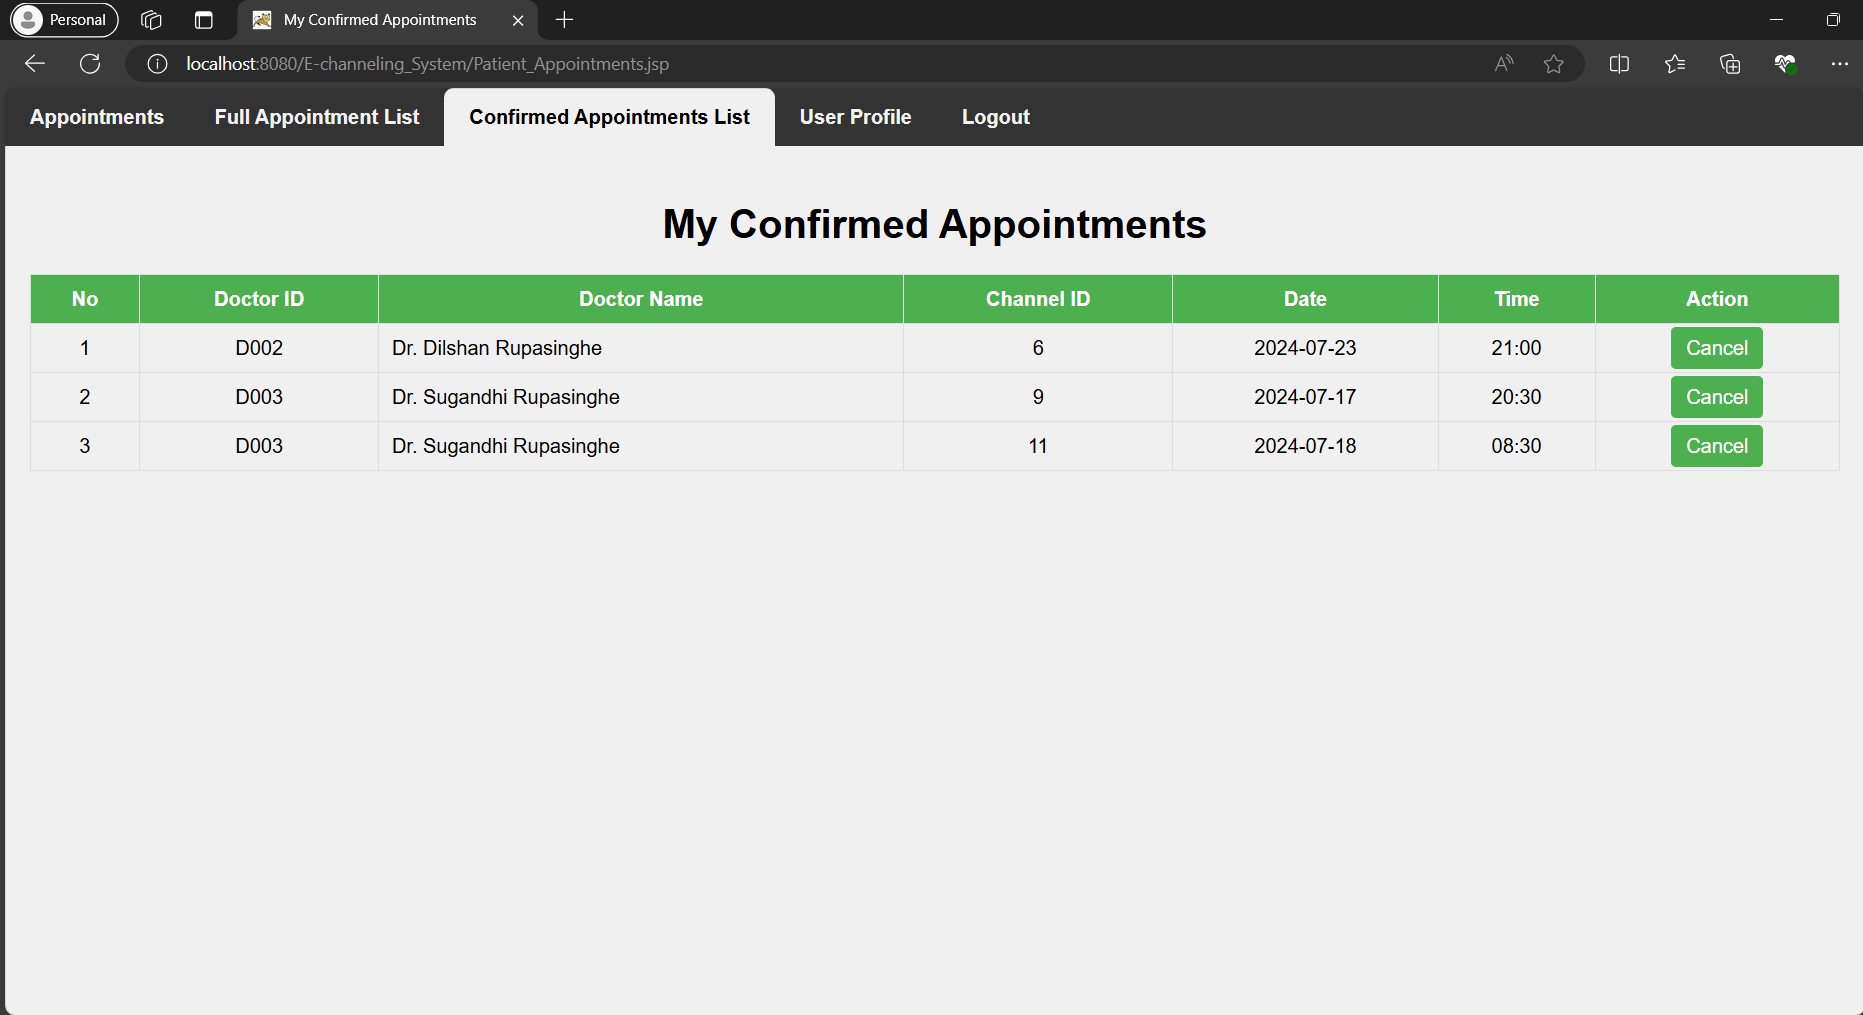 Personal
My Confirmed Appointments
localhost:8080/E-channeling_System/Patient_Appointments.jsp
Appointments Full Appointment List Confirmed Appointments List User Profile Logout
My Confirmed Appointments
No Doctor ID Doctor Name Channel ID Date Time Action
1 D002 Dr. Dilshan Rupasinghe 6 2024-07-23 21:00 Cancel
2 D003 Dr. Sugandhi Rupasinghe 9 2024-07-17 20:30 Cancel
3 D003 Dr. Sugandhi Rupasinghe 11 2024-07-18 08:30 Cancel